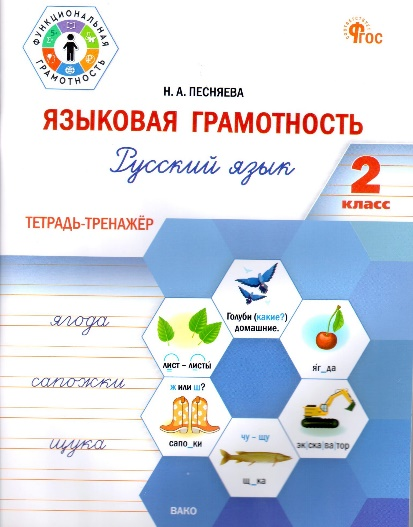 ФУНКЦИОНАЛЬНАЯ
ГРАМОТНОСТЬ
ФГОС
Н. А. ПЕСНЯЕВА
ЯЗЫКОВАЯ ГРАМОТНОСТЬ
Русский язык
2
класс
ТЕТРАДЬ-ТРЕНАЖЁР
Голуби (какие?)
домашние.
лист – листы
яг_да
ягода
ж или ш?
сапо_ки
сапожки
экскаватор
чу – щу
щ_ка
щука
ВАКО